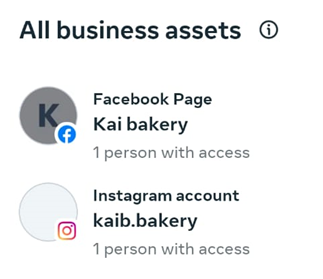 All business assets
K
Facebook Page
Kai bakery
1 person with access
Instagram account
kaib.bakery
1 person with access